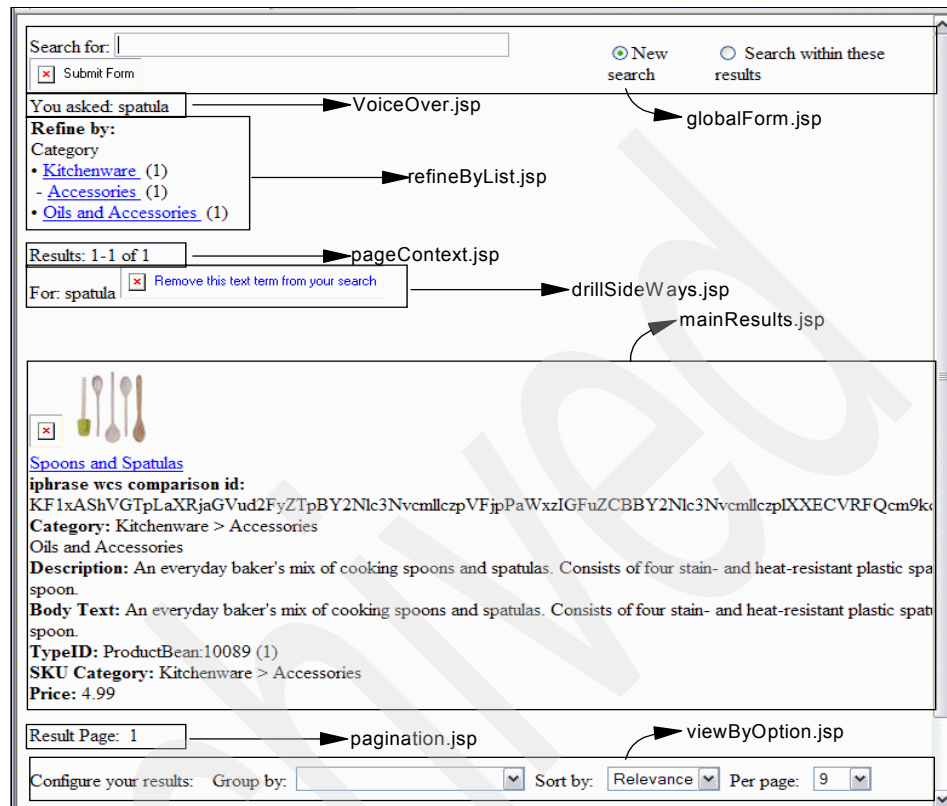 Search for:
New search
Search within these results
Submit Form
globalForm.jsp
You asked: spatula
VoiceOver.jsp
Refine by:
Category
• Kitchenware (1)
- Accessories (1)
• Oils and Accessories (1)
refineByList.jsp
Results: 1-1 of 1
pageContext.jsp
For: spatula
Remove this text term from your search
drillSideWays.jsp
mainResults.jsp
Spoons and Spatulas
iphrase wcs comparison id:
Category: Kitchenware > Accessories
Oils and Accessories
Description: An everyday baker's mix of cooking spoons and spatulas. Consists of four stain- and heat-resistant plastic spa
spoon.
Body Text: An everyday baker's mix of cooking spoons and spatulas. Consists of four stain- and heat-resistant plastic spatu
spoon.
TypeID: ProductBean:10089 (1)
SKU Category: Kitchenware > Accessories
Price: 4.99
Result Page: 1
pagination.jsp
viewByOption.jsp
Configure your results: Group by: Sort by: Relevance Per page: 9